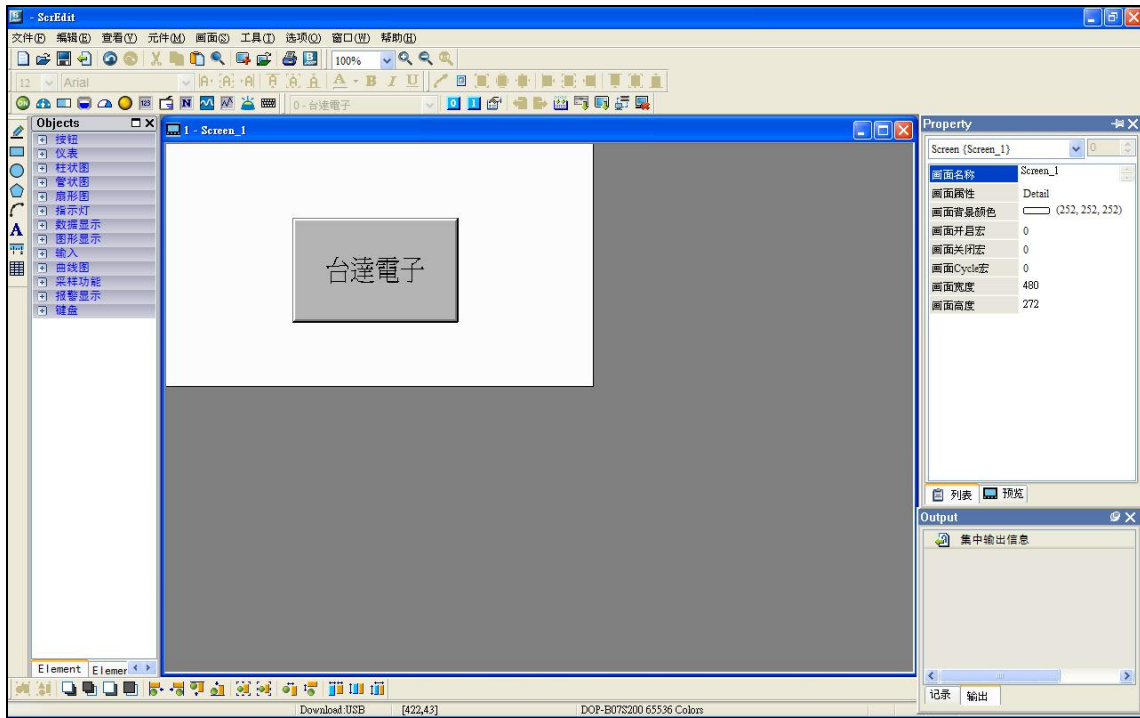 - ScrEdit
文件(F) 编辑(E) 查看(V) 元件(M) 画面(S) 工具(T) 选项(O) 窗口(W) 帮助(H)
100%
12 Arial A A A A A A A - B I U
ON 123 N 0 - 台達電子 0 1
Objects
按钮
仪表
柱状图
管状图
扇形图
指示灯
数据显示
图形显示
输入
曲线图
采样功能
报警显示
键盘
Element Elemer
A
1 - Screen_1
台達電子
Property
Screen {Screen_1} 0
画面名称 Screen_1
画面属性 Detail
画面背景颜色 (252, 252, 252)
画面开启宏 0
画面关闭宏 0
画面Cycle宏 0
画面宽度 480
画面高度 272
列表 预览
Output
集中输出信息
记录 输出
Download:USB [422,43] DOP-B07S200 65536 Colors